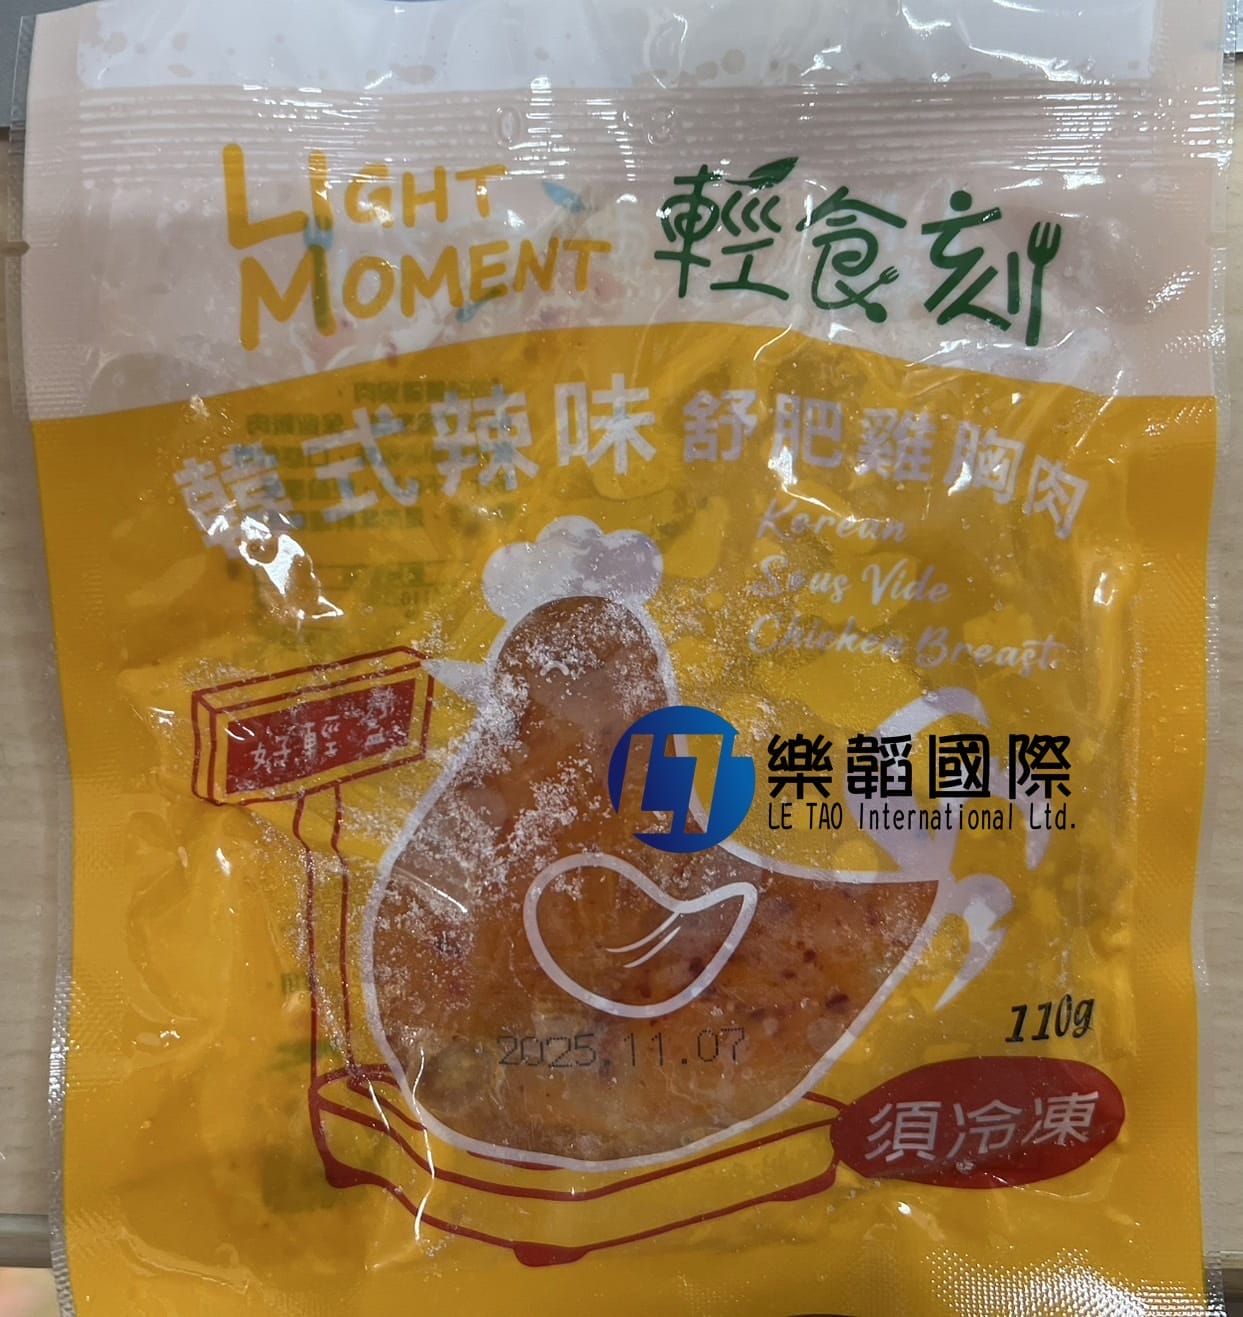 LIGHT
MOMENT
輕食刻
韓式辣味 舒肥雞胸肉
Korean
Sous Vide
Chicken Breast
好輕盈
樂韜國際
LE TAO International Ltd.
110g
2025.11.07
須冷凍